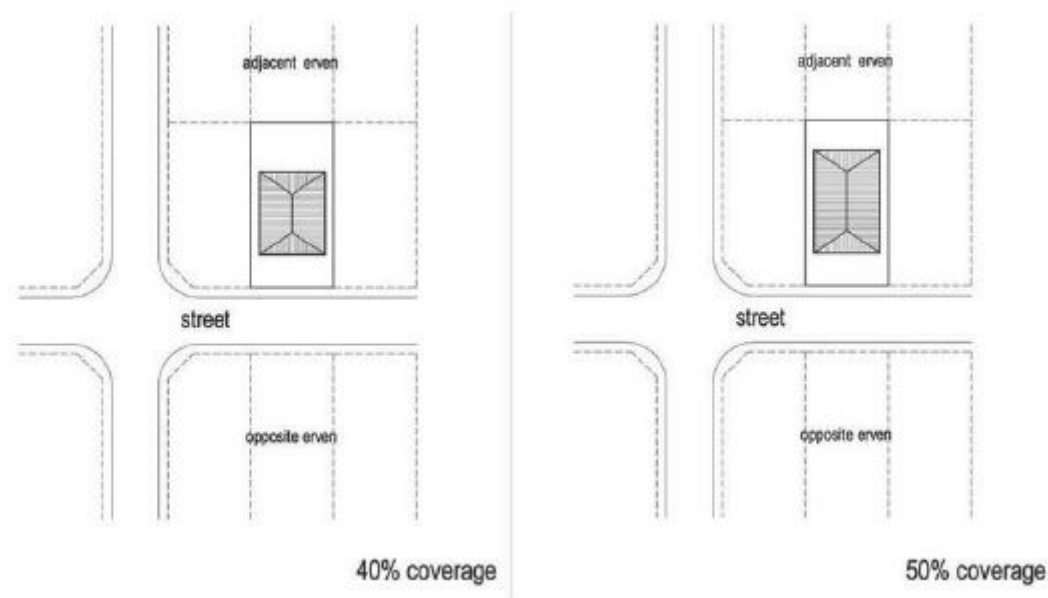 adjacent erven
street
opposite erven
40% coverage
adjacent erven
street
opposite erven
50% coverage